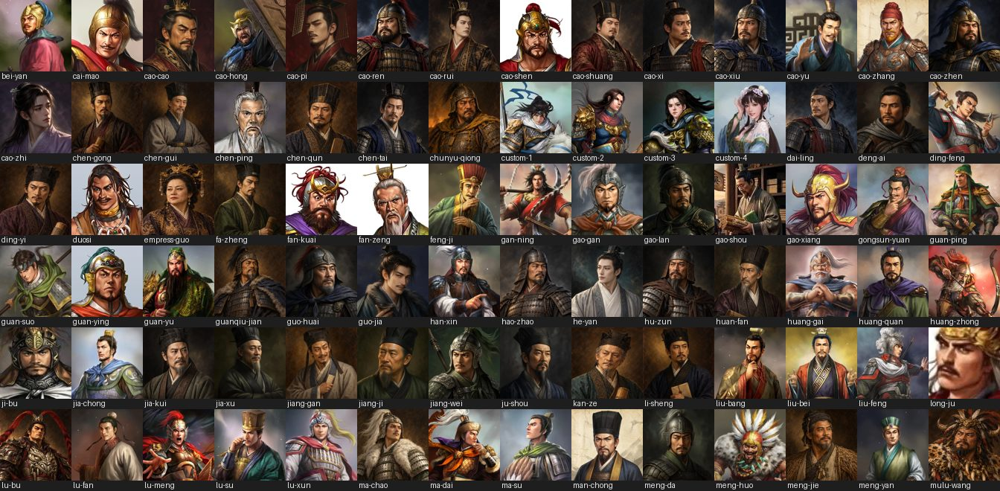 bei-yan cai-mao cao-cao cao-hong cao-pi cao-ren cao-rui cao-shen cao-shuang cao-xi cao-xiu cao-yu cao-zhang cao-zhen
cao-zhi chen-gong chen-gui chen-ping chen-qun chen-tai chunyu-qiong custom-1 custom-2 custom-3 custom-4 dai-ling deng-ai ding-feng
ding-yi duosi empress-guo fa-zheng fan-kuai fan-zeng feng-ji gan-ning gao-gan gao-lan gao-shou gao-xiang gongsun-yuan guan-ping
guan-suo guan-ying guan-yu guanqiu-jian guo-huai guo-jia han-xin hao-zhao he-yan hu-zun huan-fan huang-gai huang-quan huang-zhong
ji-bu jia-chong jia-kui jia-xu jiang-gan jiang-ji jiang-wei ju-shou kan-ze li-sheng liu-bang liu-bei liu-feng long-ju
lu-bu lu-fan lu-meng lu-su lu-xun ma-chao ma-dai ma-su man-chong meng-da meng-huo meng-jie meng-yan mulu-wang